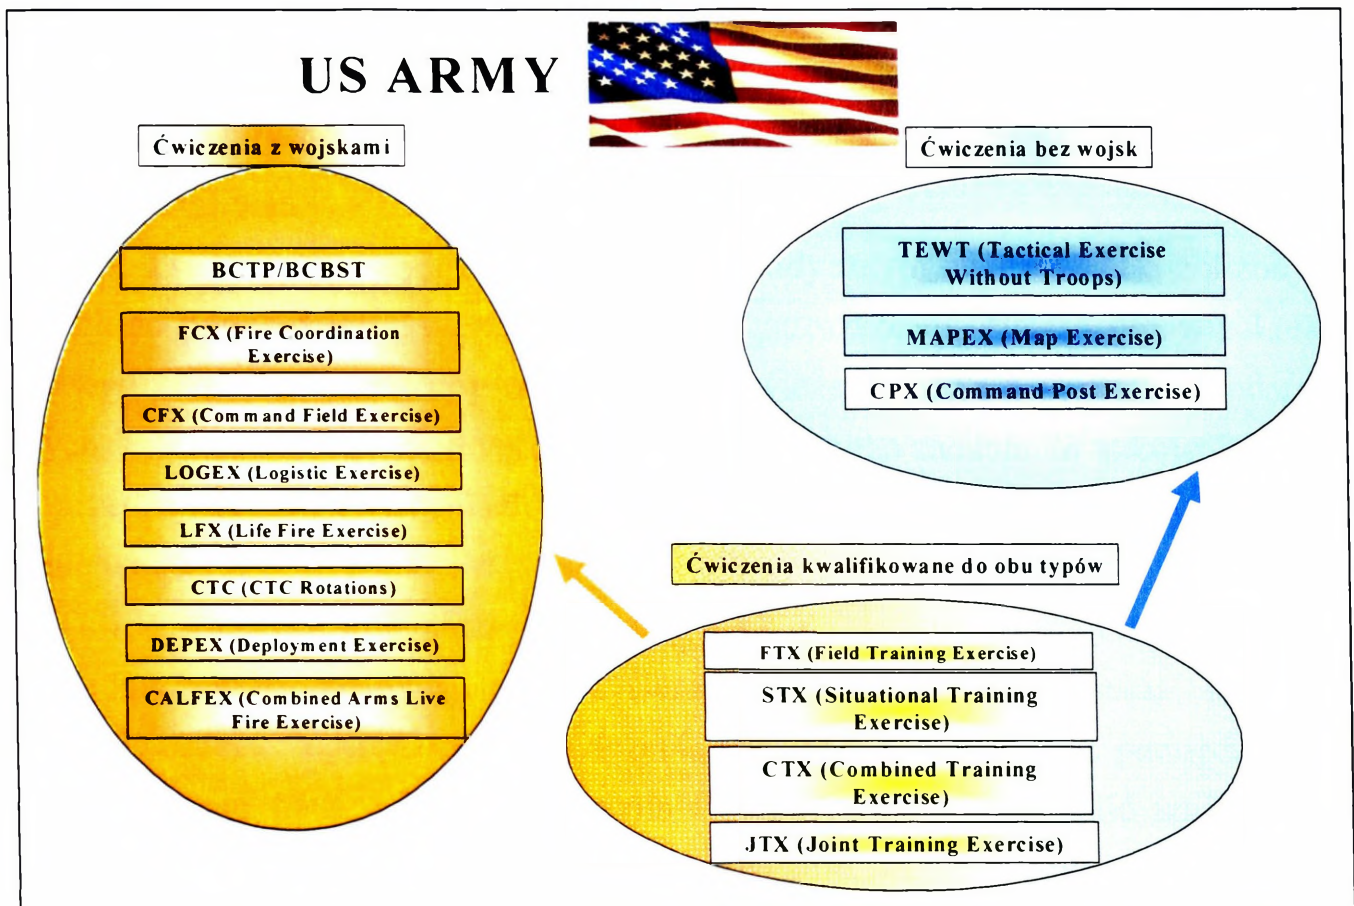 US ARMY
Ćwiczenia z wojskami
BCTP/BCBST
FCX (Fire Coordination
Exercise)
CFX (Command Field Exercise)
LOGEX (Logistic Exercise)
LFX (Life Fire Exercise)
CTC (CTC Rotations)
DEPEX (Deployment Exercise)
CALFEX (Combined Arms Live
Fire Exercise)
Ćwiczenia bez wojsk
TEWT (Tactical Exercise
Without Troops)
MAPEX (Map Exercise)
CPX (Command Post Exercise)
Ćwiczenia kwalifikowane do obu typów
FTX (Field Training Exercise)
STX (Situational Training
Exercise)
CTX (Combined Training
Exercise)
JTX (Joint Training Exercise)